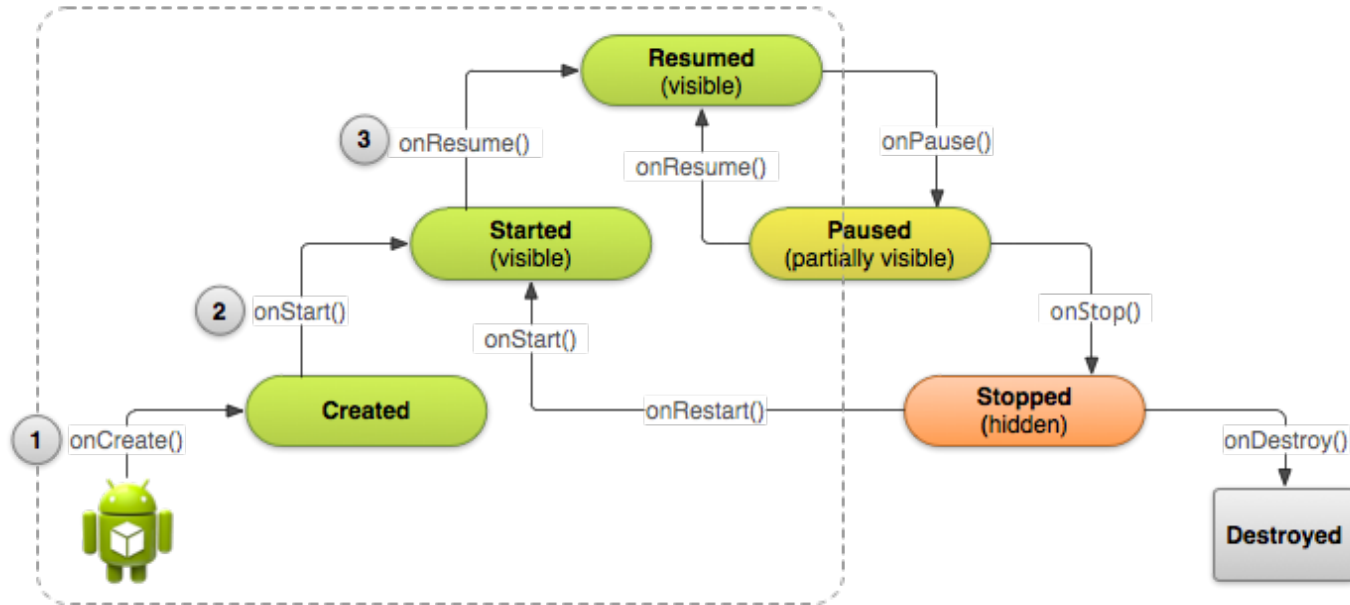 Resumed
(visible)
3
onResume()
onResume()
onPause()
Started
(visible)
Paused
(partially visible)
2
onStart()
onStart()
onStop()
Created
onRestart()
Stopped
(hidden)
1
onCreate()
onDestroy()
Destroyed